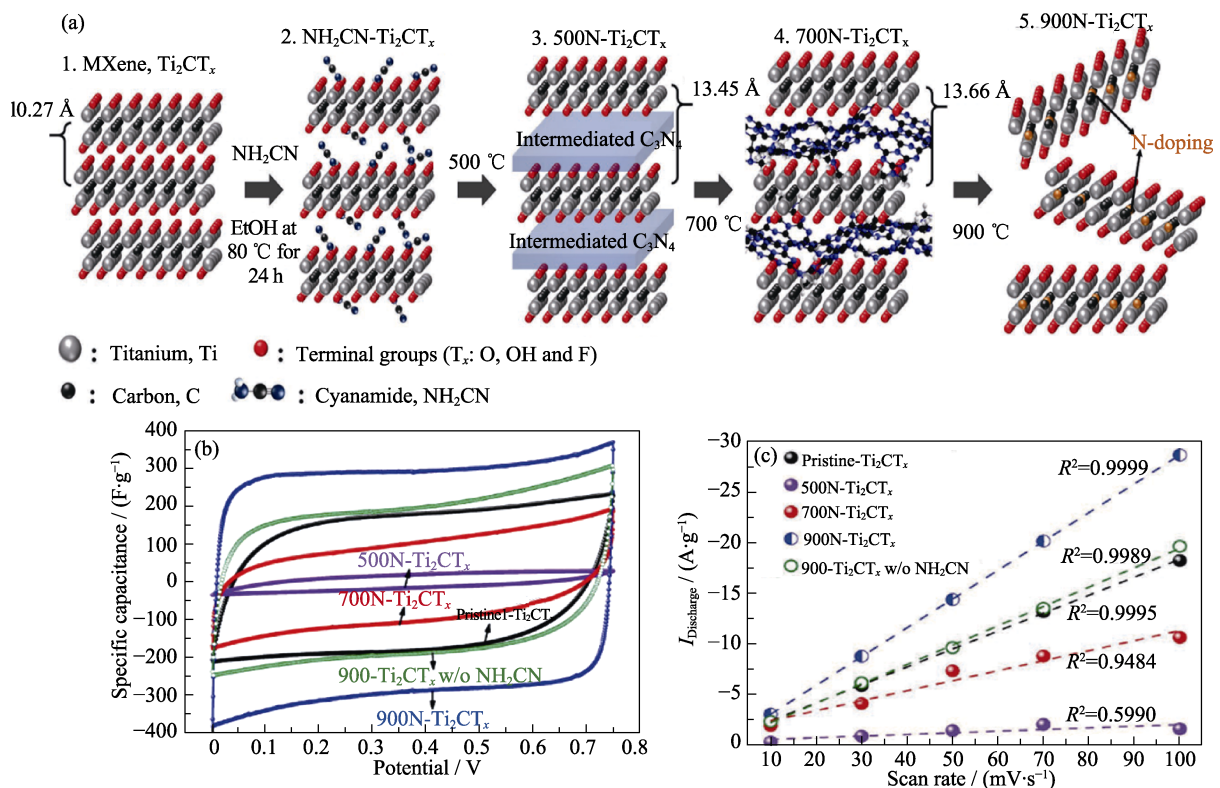 (a)
1. MXene, Ti₂CTₓ
2. NH₂CN-Ti₂CTₓ
3. 500N-Ti₂CTₓ
4. 700N-Ti₂CTₓ
5. 900N-Ti₂CTₓ
10.27 Å
NH₂CN
EtOH at
80 ℃ for
24 h
500 ℃
Intermediated C₃N₄
Intermediated C₃N₄
13.45 Å
700 ℃
13.66 Å
900 ℃
N-doping
: Titanium, Ti
: Terminal groups (Tₓ: O, OH and F)
: Carbon, C
: Cyanamide, NH₂CN
(b)
Specific capacitance / (F·g⁻¹)
400
300
200
100
0
−100
−200
−300
−400
500N-Ti₂CTₓ
700N-Ti₂CTₓ
Pristine1-Ti₂CT
900-Ti₂CTₓ w/o NH₂CN
900N-Ti₂CTₓ
0 0.1 0.2 0.3 0.4 0.5 0.6 0.7 0.8
Potential / V
(c)
I_Discharge / (A·g⁻¹)
−30
−25
−20
−15
−10
−5
0
Pristine-Ti₂CTₓ
500N-Ti₂CTₓ
700N-Ti₂CTₓ
900N-Ti₂CTₓ
900-Ti₂CTₓ w/o NH₂CN
R²=0.9999
R²=0.9989
R²=0.9995
R²=0.9484
R²=0.5990
10 20 30 40 50 60 70 80 90 100
Scan rate / (mV·s⁻¹)